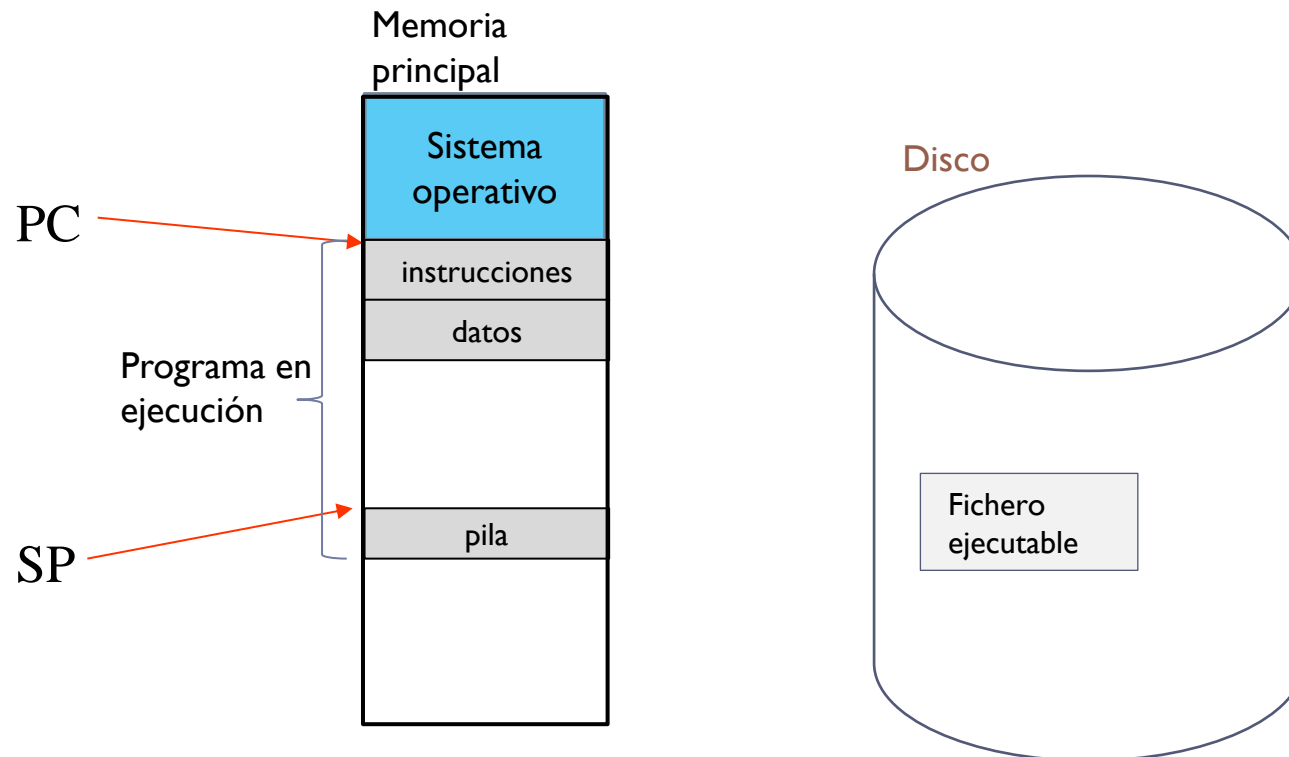 Memoria
principal
Sistema
operativo
Disco
PC
instrucciones
datos
Programa en
ejecución
pila
SP
Fichero
ejecutable